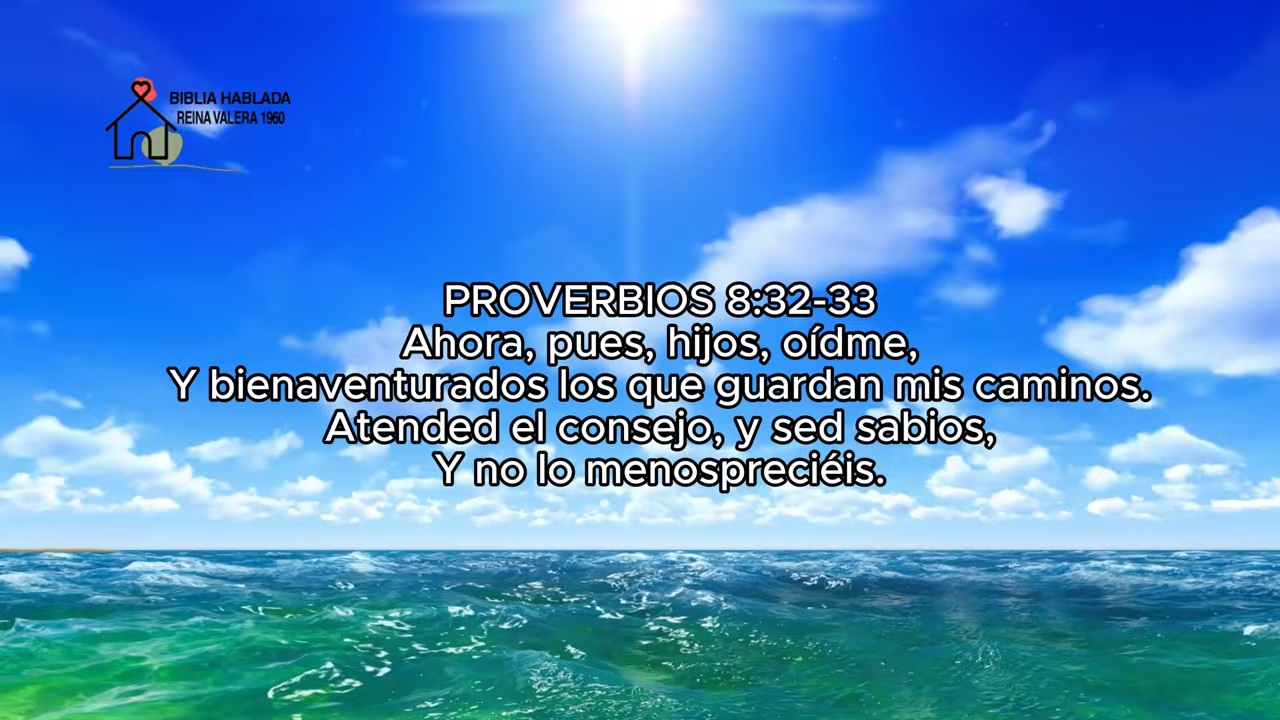 BIBLIA HABLADA
REINA VALERA 1960
PROVERBIOS 8:32-33
Ahora, pues, hijos, oídme,
Y bienaventurados los que guardan mis caminos.
Atended el consejo, y sed sabios,
Y no lo menospreciéis.